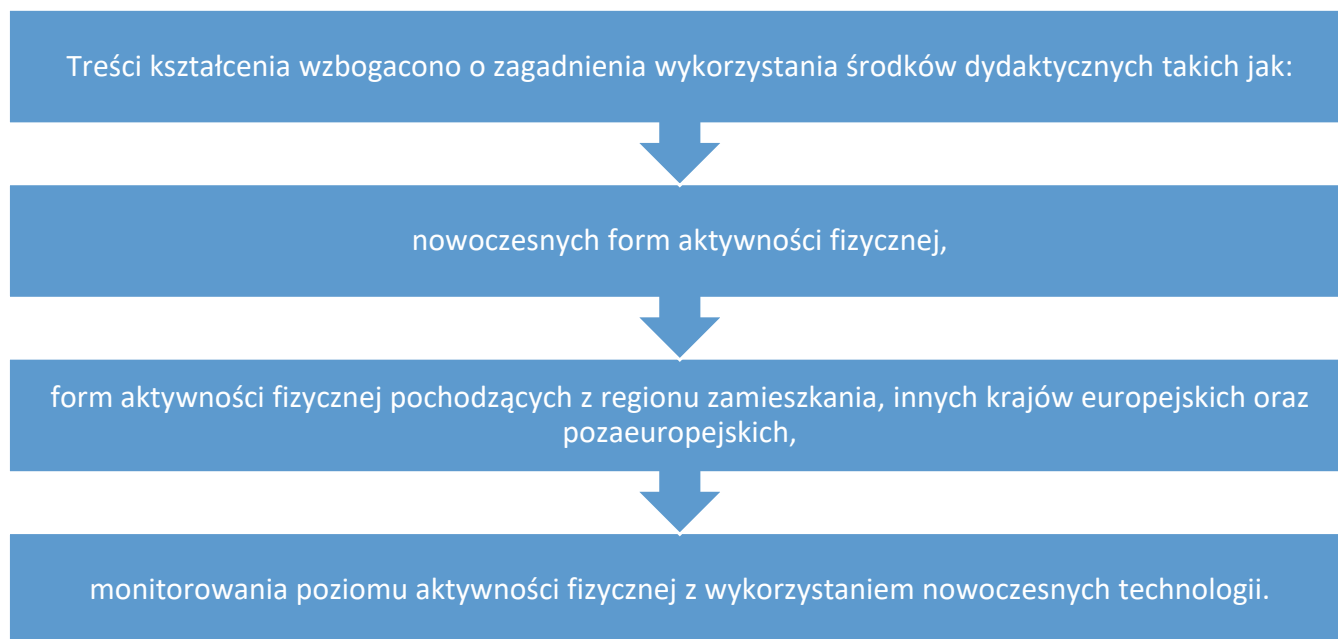 Treści kształcenia wzbogacono o zagadnienia wykorzystania środków dydaktycznych takich jak:
nowoczesnych form aktywności fizycznej,
form aktywności fizycznej pochodzących z regionu zamieszkania, innych krajów europejskich oraz
pozaeuropejskich,
monitorowania poziomu aktywności fizycznej z wykorzystaniem nowoczesnych technologii.